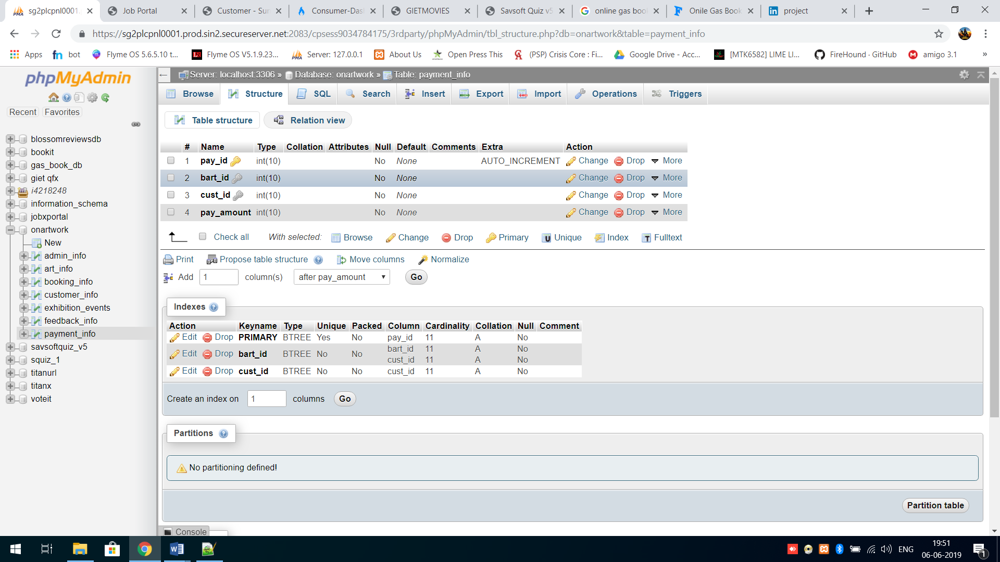 sg2plcpnl0001.
Job Portal
Customer - Sun
Consumer-Das
GIETMOVIES
Savsoft Quiz v5
online gas boo
Onile Gas Book
project
https://sg2plcpnl0001.prod.sin2.secureserver.net:2083/cpsess9034784175/3rdparty/phpMyAdmin/tbl_structure.php?db=onartwork&table=payment_info
Apps
bot
Flyme OS 5.6.5.10 t...
Flyme OS V5.1.9.23...
Server: 127.0.0.1
About Us
Open Press This
(PSP) Crisis Core : Fi...
Google Drive - Acc...
[MTK6582] LIME LI...
FireHound · GitHub
amigo 3.1
»
phpMyAdmin
Recent Favorites
blossomreviewsdb
bookit
gas_book_db
giet qfx
i4218248
information_schema
jobxportal
onartwork
New
admin_info
art_info
booking_info
customer_info
exhibition_events
feedback_info
payment_info
savsoftquiz_v5
squiz_1
titanurl
titanx
voteit
Server: localhost:3306 » Database: onartwork » Table: payment_info
Browse Structure SQL Search Insert Export Import Operations Triggers
Table structure Relation view
# Name Type Collation Attributes Null Default Comments Extra Action
1 pay_id int(10) No None AUTO_INCREMENT Change Drop More
2 bart_id int(10) No None Change Drop More
3 cust_id int(10) No None Change Drop More
4 pay_amount int(10) No None Change Drop More
Check all With selected: Browse Change Drop Primary Unique Index Fulltext
Print Propose table structure Move columns Normalize
Add 1 column(s) after pay_amount Go
Indexes
Action Keyname Type Unique Packed Column Cardinality Collation Null Comment
Edit Drop PRIMARY BTREE Yes No pay_id 11 A No
Edit Drop bart_id BTREE No No bart_id 11 A No
cust_id 11 A No
Edit Drop cust_id BTREE No No cust_id 11 A No
Create an index on 1 columns Go
Partitions
No partitioning defined!
Partition table
Console
ENG
19:51
06-06-2019
1